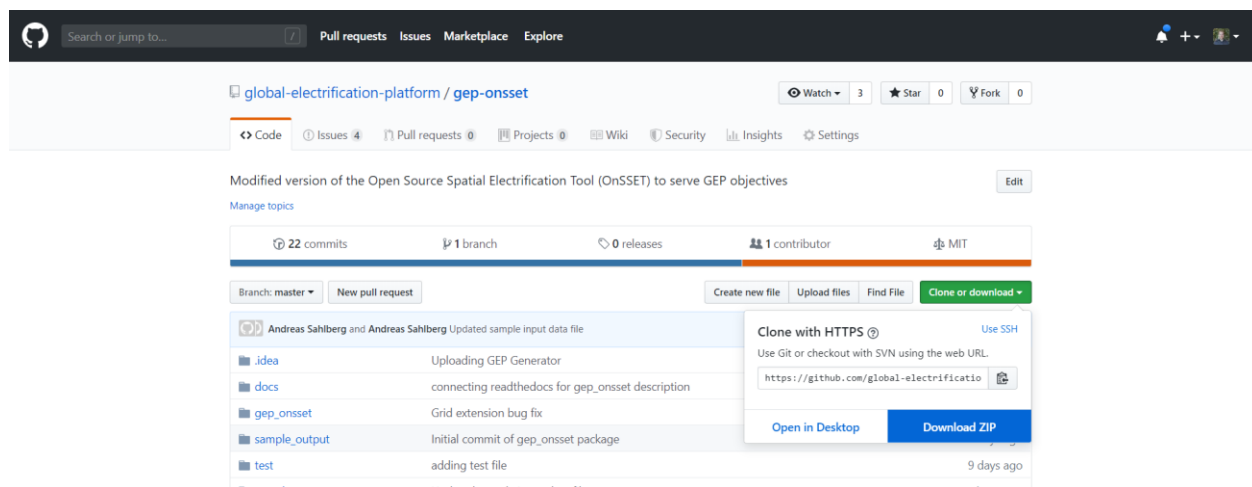 Search or jump to... / Pull requests Issues Marketplace Explore
global-electrification-platform / gep-onsset Watch 3 Star 0 Fork 0
Code Issues 4 Pull requests 0 Projects 0 Wiki Security Insights Settings
Modified version of the Open Source Spatial Electrification Tool (OnSSET) to serve GEP objectives Edit
Manage topics
22 commits 1 branch 0 releases 1 contributor MIT
Branch: master New pull request Create new file Upload files Find File Clone or download
Andreas Sahlberg and Andreas Sahlberg Updated sample input data file
Clone with HTTPS Use SSH
Use Git or checkout with SVN using the web URL.
https://github.com/global-electrificatio
Open in Desktop Download ZIP
.idea Uploading GEP Generator
docs connecting readthedocs for gep_onsset description
gep_onsset Grid extension bug fix
sample_output Initial commit of gep_onsset package
test adding test file 9 days ago